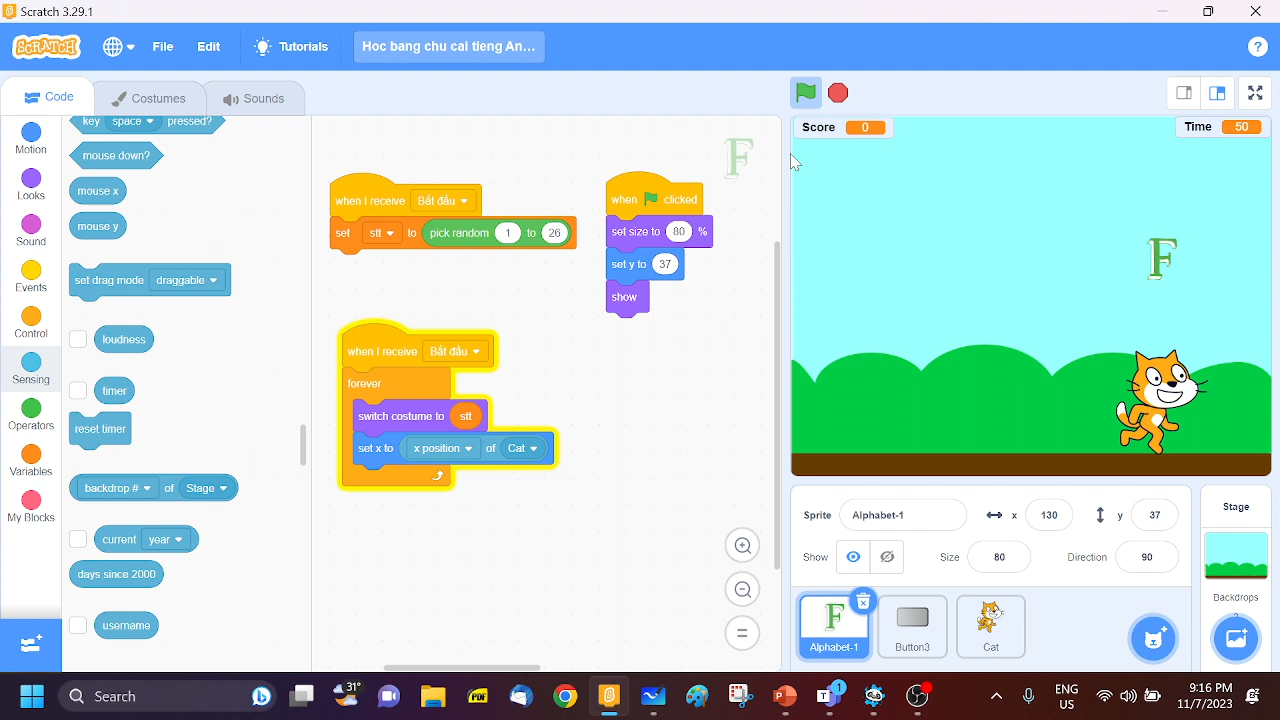 Scratch 3.29.1
SCRATCH
File
Edit
Tutorials
Hoc bang chu cai tieng An...
?
Code
Costumes
Sounds
Motion
Looks
Sound
Events
Control
Sensing
Operators
Variables
My Blocks
key space pressed?
mouse down?
mouse x
mouse y
set drag mode draggable
loudness
timer
reset timer
backdrop # of Stage
current year
days since 2000
username
when I receive Bắt đầu
set stt to pick random 1 to 26
when clicked
set size to 80 %
set y to 37
show
F
when I receive Bắt đầu
forever
switch costume to stt
set x to x position of Cat
Score 0
Time 50
F
Sprite Alphabet-1 x 130 y 37
Show Size 80 Direction 90
F
Alphabet-1
Button3
Cat
Stage
Backdrops
Search
31°
PDF
1
ENG
US
9:16 PM
11/7/2023